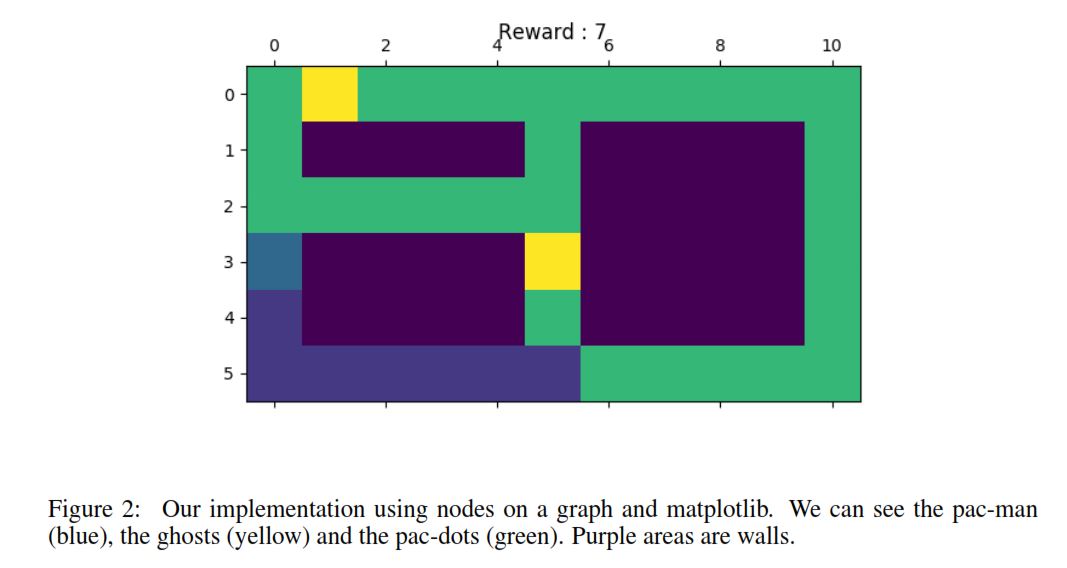 Reward : 7
0 2 4 6 8 10
0
1
2
3
4
5
Figure 2: Our implementation using nodes on a graph and matplotlib. We can see the pac-man
(blue), the ghosts (yellow) and the pac-dots (green). Purple areas are walls.